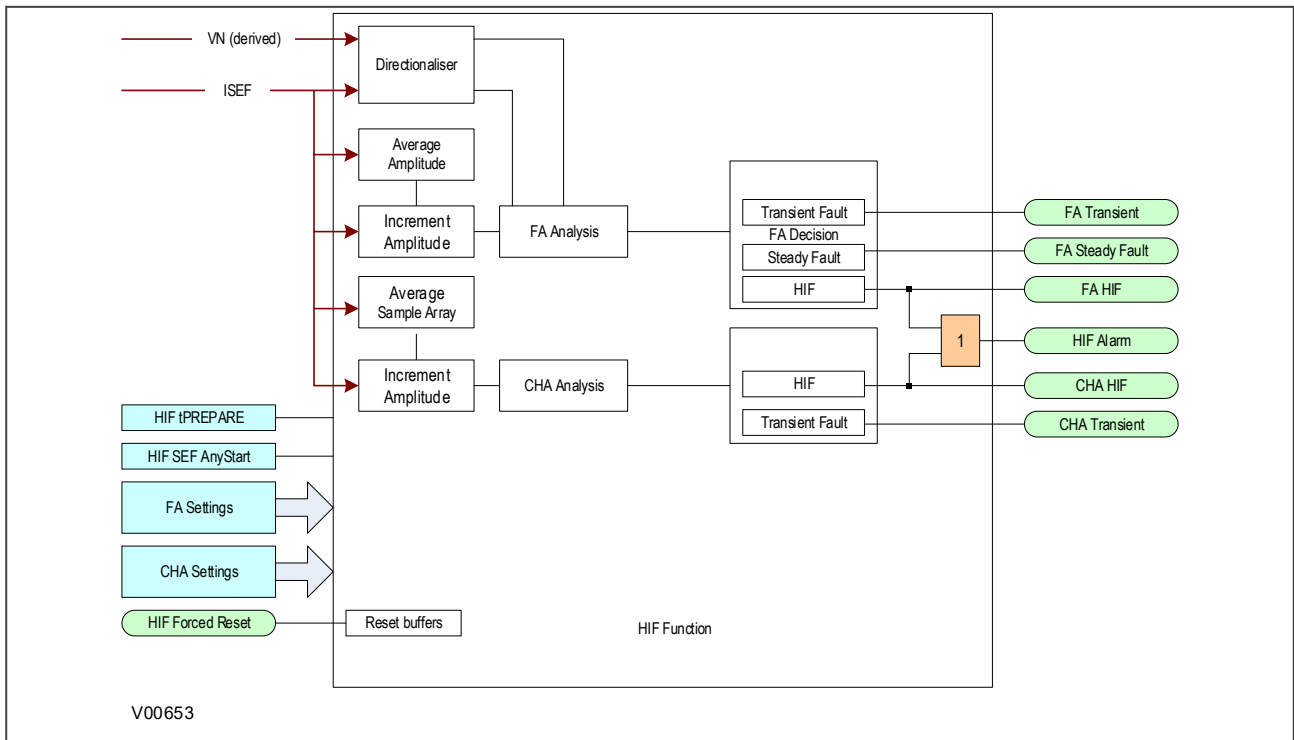 VN (derived)
Directionaliser
ISEF
Average
Amplitude
Increment
Amplitude
FA Analysis
Transient Fault
FA Decision
Steady Fault
HIF
FA Transient
FA Steady Fault
FA HIF
Average
Sample Array
1
HIF Alarm
Increment
Amplitude
CHA Analysis
HIF
Transient Fault
CHA HIF
CHA Transient
HIF tPREPARE
HIF SEF AnyStart
FA Settings
CHA Settings
HIF Forced Reset
Reset buffers
HIF Function
V00653